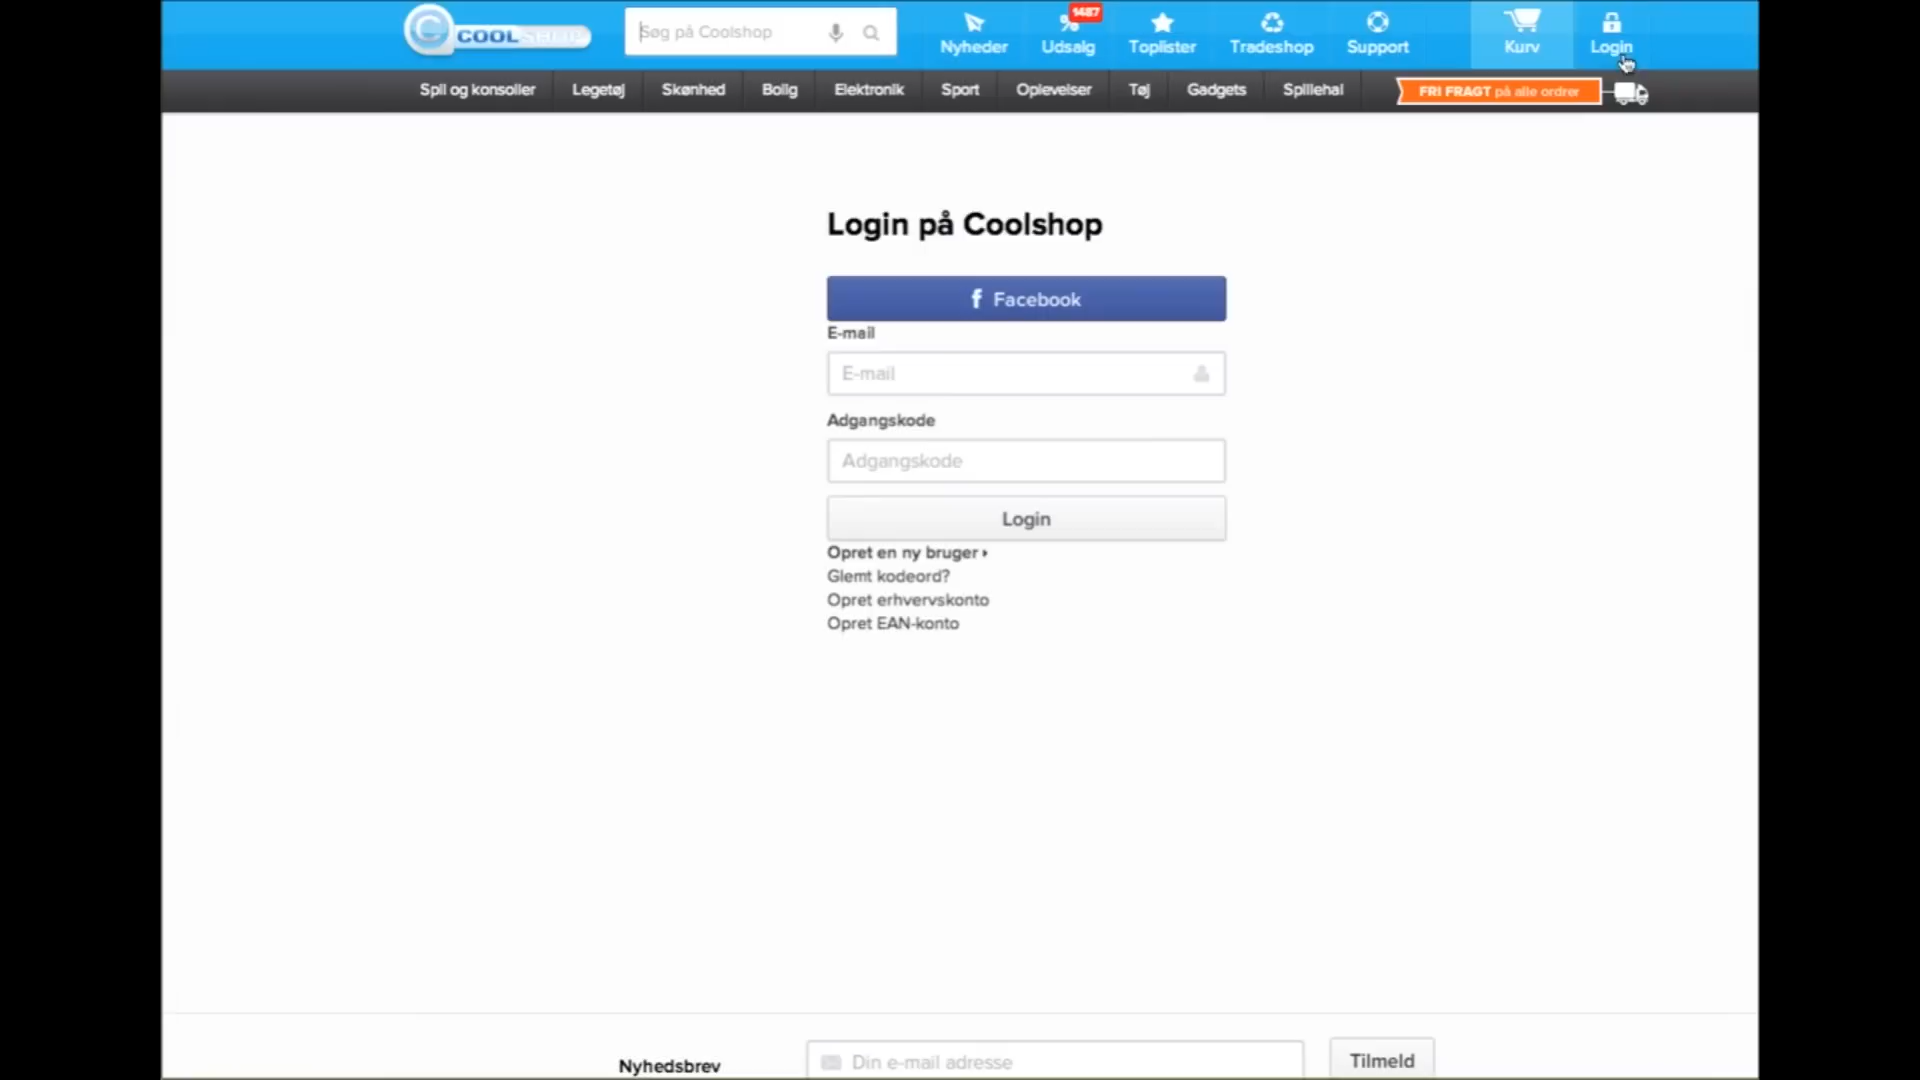 COOLSHOP
Søg på Coolshop
Nyheder
1487
Udsalg
Toplister
Tradeshop
Support
Kurv
Login
Spil og konsoller
Legetøj
Skønhed
Bolig
Elektronik
Sport
Oplevelser
Tøj
Gadgets
Spillehal
FRI FRAGT på alle ordrer
Login på Coolshop
f Facebook
E-mail
E-mail
Adgangskode
Adgangskode
Login
Opret en ny bruger
Glemt kodeord?
Opret erhvervskonto
Opret EAN-konto
Nyhedsbrev
Din e-mail adresse
Tilmeld